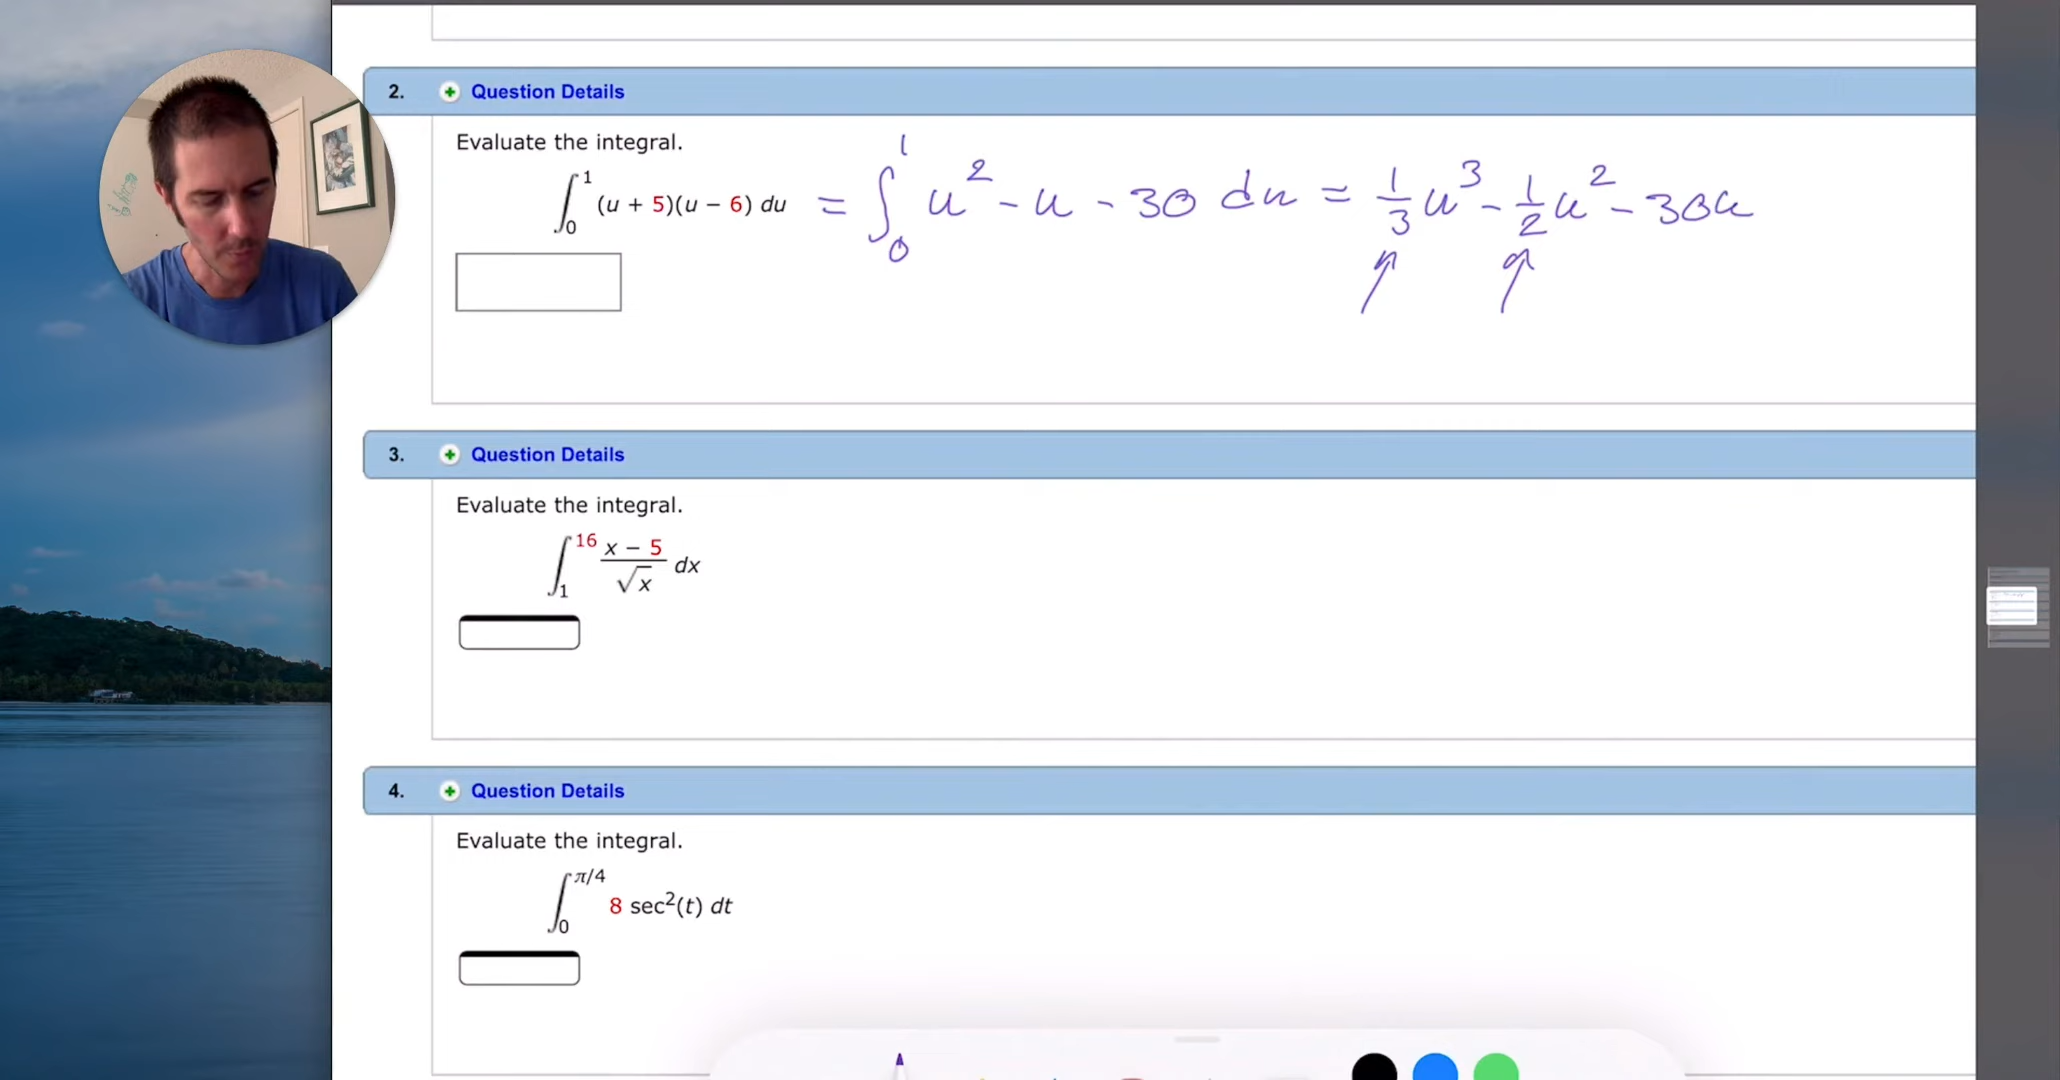 2. Question Details
Evaluate the integral.
∫₀¹ (u + 5)(u − 6) du = ∫₀¹ u² - u - 30 du = 1/3 u³ - 1/2 u² - 30u
3. Question Details
Evaluate the integral.
∫₁¹⁶ (x − 5)/√x dx
4. Question Details
Evaluate the integral.
∫₀^(π/4) 8 sec²(t) dt